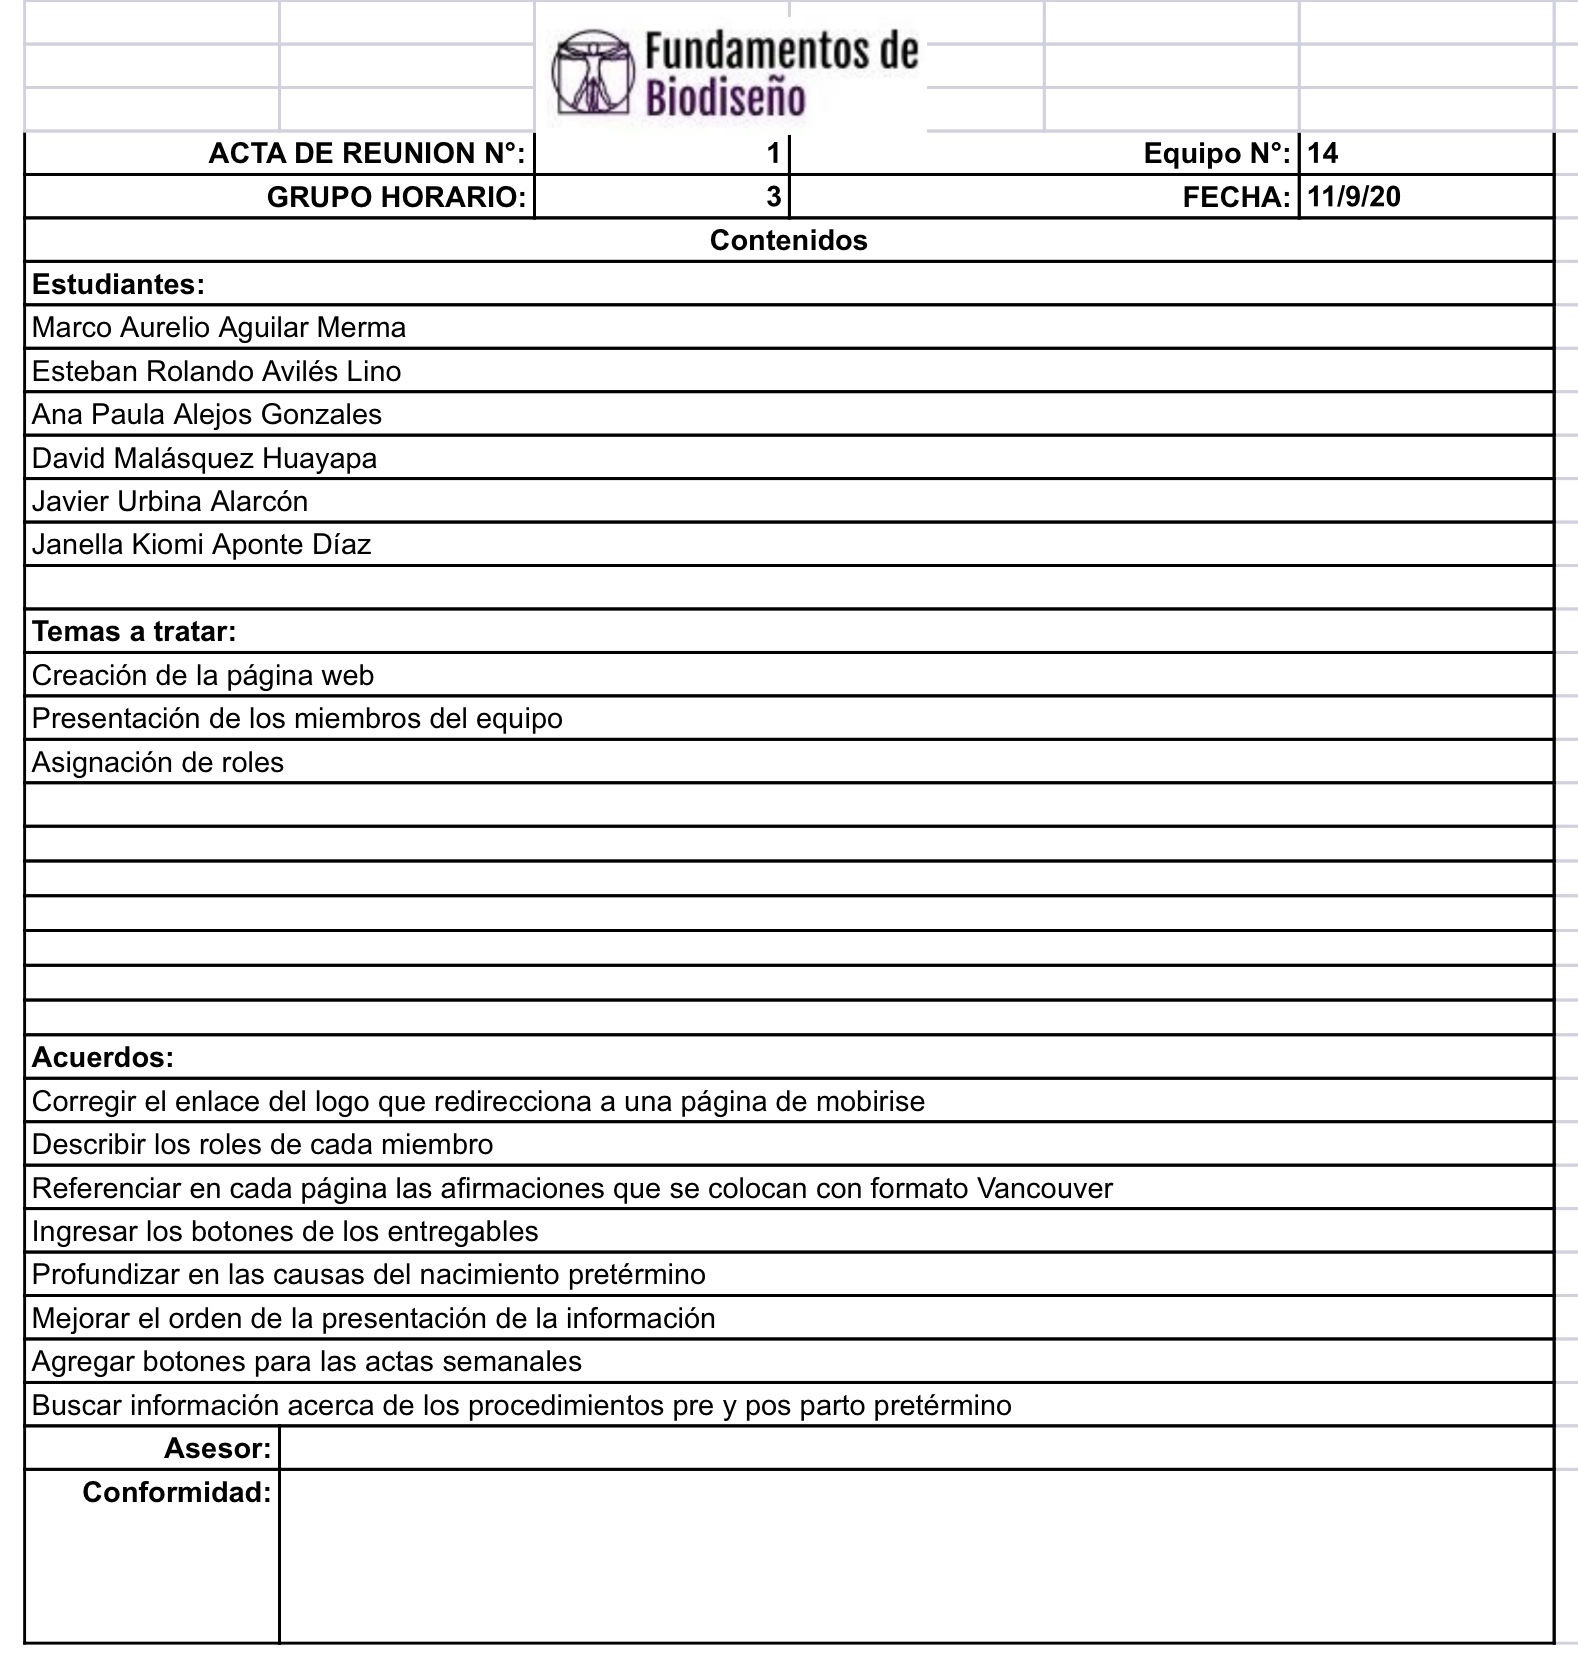 Fundamentos de
Biodiseño
ACTA DE REUNION N°: 1 Equipo N°: 14
GRUPO HORARIO: 3 FECHA: 11/9/20
Contenidos
Estudiantes:
Marco Aurelio Aguilar Merma
Esteban Rolando Avilés Lino
Ana Paula Alejos Gonzales
David Malásquez Huayapa
Javier Urbina Alarcón
Janella Kiomi Aponte Díaz
Temas a tratar:
Creación de la página web
Presentación de los miembros del equipo
Asignación de roles
Acuerdos:
Corregir el enlace del logo que redirecciona a una página de mobirise
Describir los roles de cada miembro
Referenciar en cada página las afirmaciones que se colocan con formato Vancouver
Ingresar los botones de los entregables
Profundizar en las causas del nacimiento pretérmino
Mejorar el orden de la presentación de la información
Agregar botones para las actas semanales
Buscar información acerca de los procedimientos pre y pos parto pretérmino
Asesor:
Conformidad: